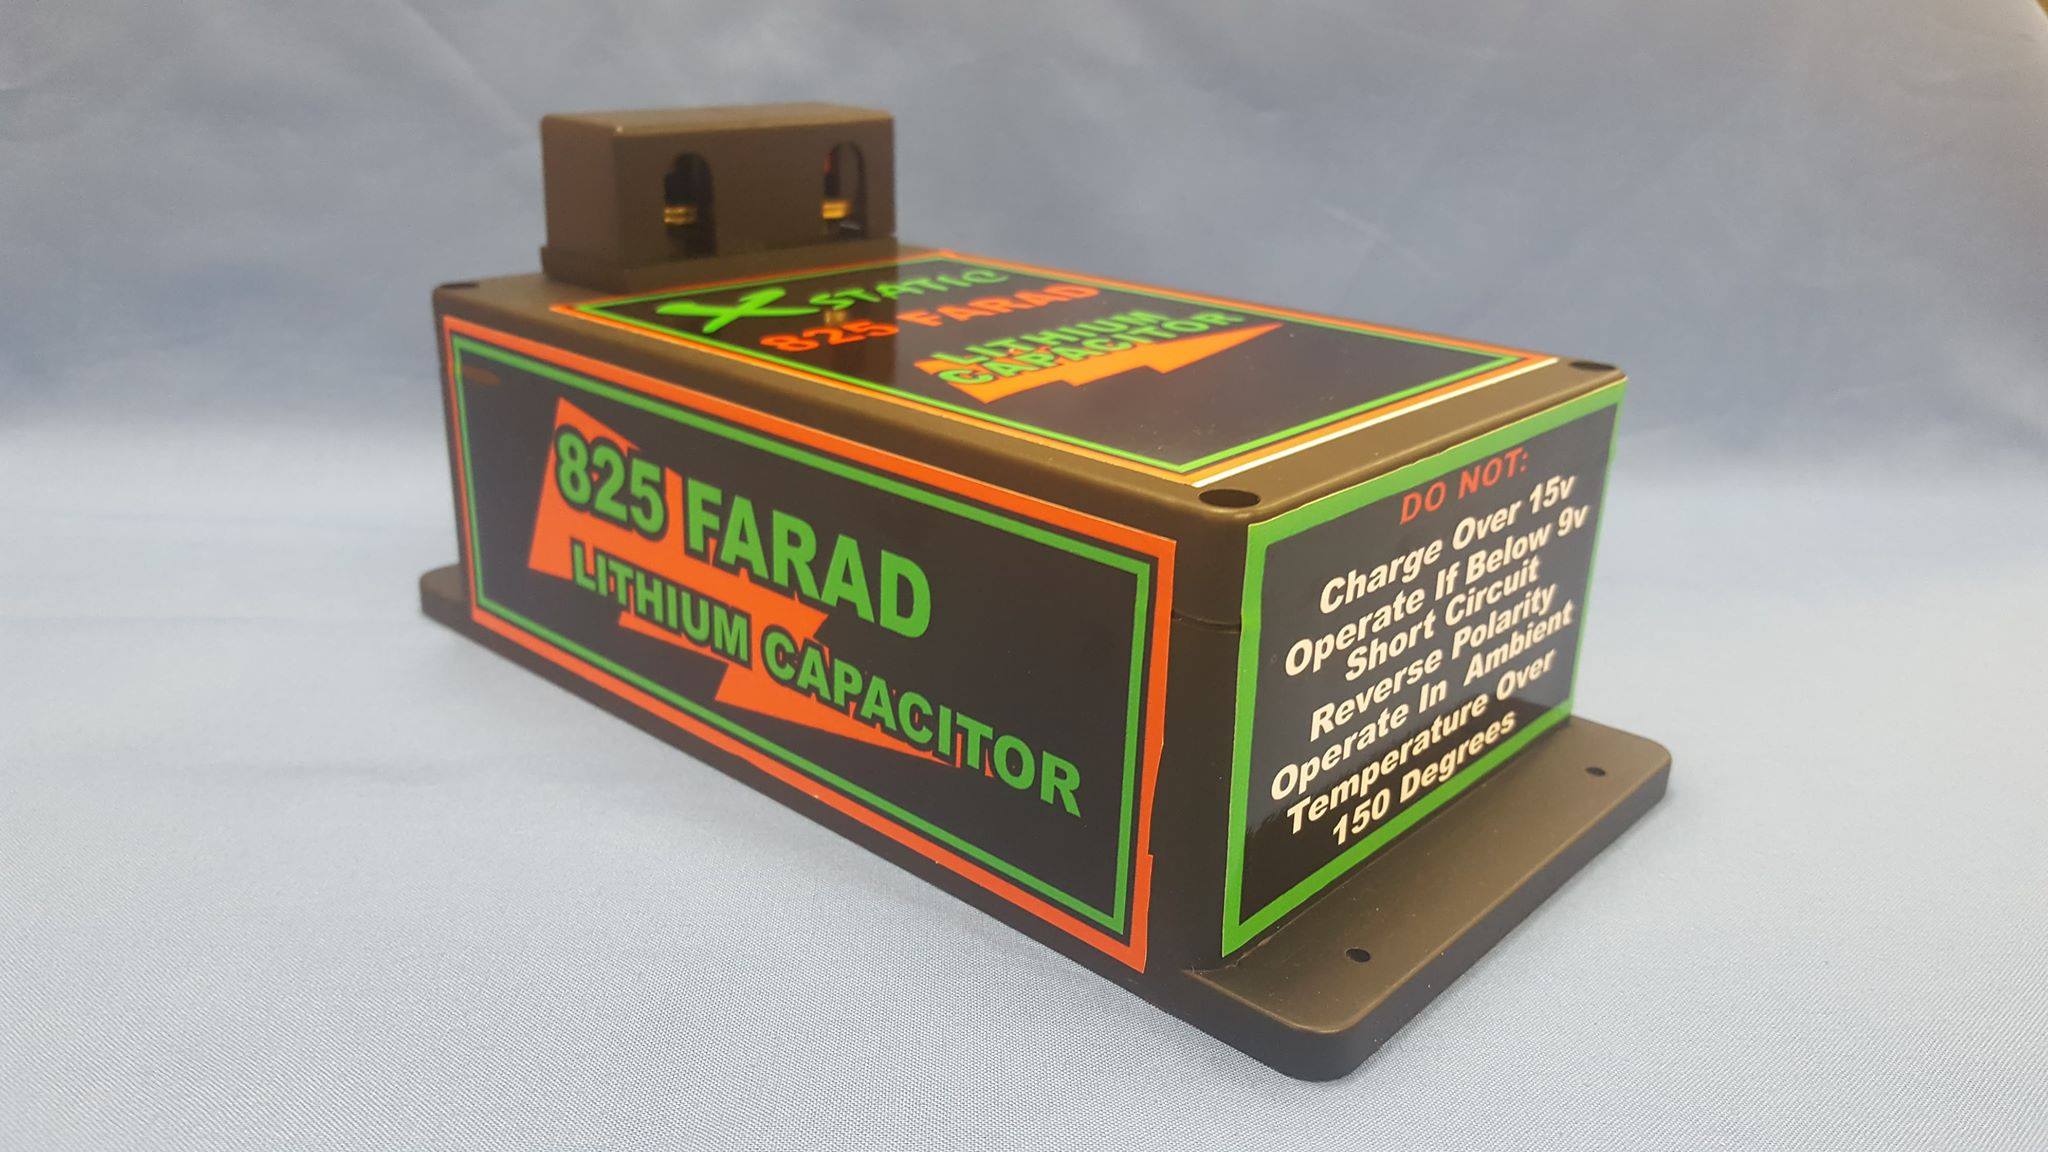 X STATIC
825 FARAD
LITHIUM
CAPACITOR
825 FARAD
LITHIUM CAPACITOR
DO NOT:
Charge Over 15v
Operate If Below 9v
Short Circuit
Reverse Polarity
Operate In Ambient
Temperature Over
150 Degrees